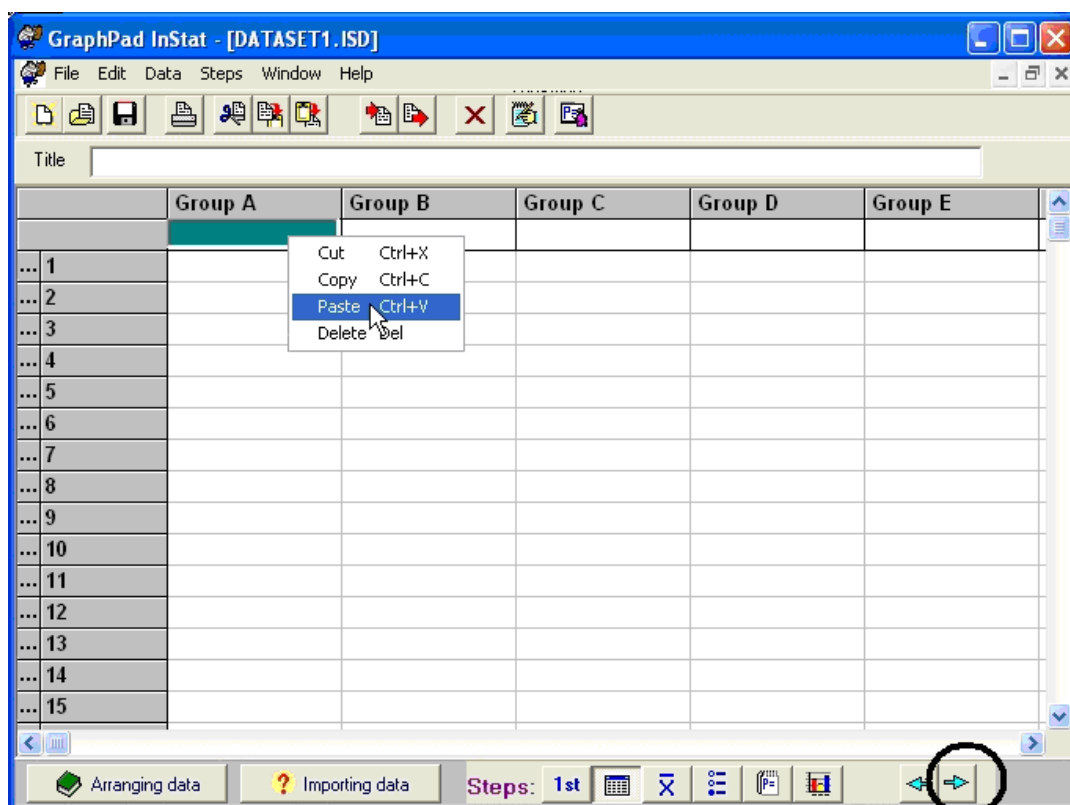 GraphPad InStat - [DATASET1.ISD]
File Edit Data Steps Window Help
Title
Group A Group B Group C Group D Group E
Cut Ctrl+X
Copy Ctrl+C
Paste Ctrl+V
Delete Del
... 1
... 2
... 3
... 4
... 5
... 6
... 7
... 8
... 9
... 10
... 11
... 12
... 13
... 14
... 15
Arranging data ? Importing data Steps: 1st x̄ P=